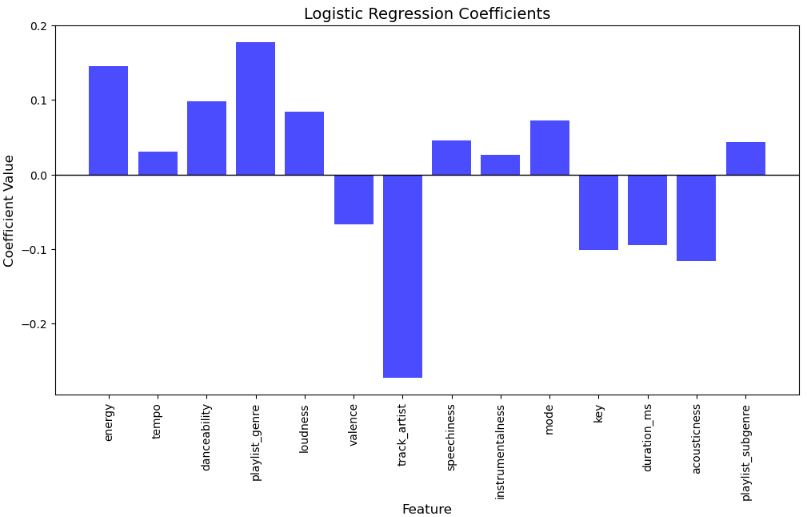 Logistic Regression Coefficients
Coefficient Value
0.2
0.1
0.0
−0.1
−0.2
energy
tempo
danceability
playlist_genre
loudness
valence
track_artist
speechiness
instrumentalness
mode
key
duration_ms
acousticness
playlist_subgenre
Feature